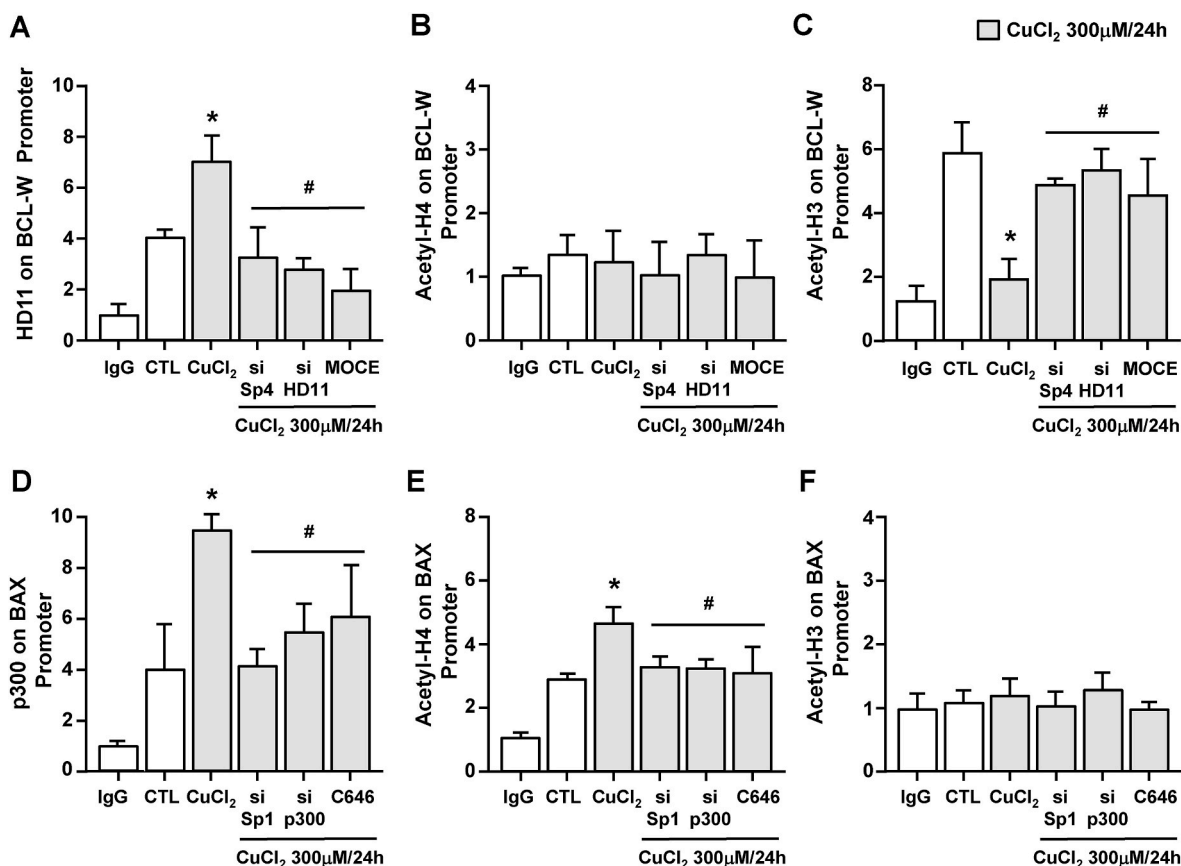 A
HD11 on BCL-W Promoter
10
8
6
4
2
0
*
#
IgG CTL CuCl₂ si si MOCE
Sp4 HD11
CuCl₂ 300μM/24h
B
Acetyl-H4 on BCL-W
Promoter
4
3
2
1
0
IgG CTL CuCl₂ si si MOCE
Sp4 HD11
CuCl₂ 300μM/24h
C
CuCl₂ 300μM/24h
Acetyl-H3 on BCL-W
Promoter
8
6
4
2
0
*
#
IgG CTL CuCl₂ si si MOCE
Sp4 HD11
CuCl₂ 300μM/24h
D
p300 on BAX
Promoter
10
8
6
4
2
0
*
#
IgG CTL CuCl₂ si si C646
Sp1 p300
CuCl₂ 300μM/24h
E
Acetyl-H4 on BAX
Promoter
8
6
4
2
0
*
#
IgG CTL CuCl₂ si si C646
Sp1 p300
CuCl₂ 300μM/24h
F
Acetyl-H3 on BAX
Promoter
4
3
2
1
0
IgG CTL CuCl₂ si si C646
Sp1 p300
CuCl₂ 300μM/24h